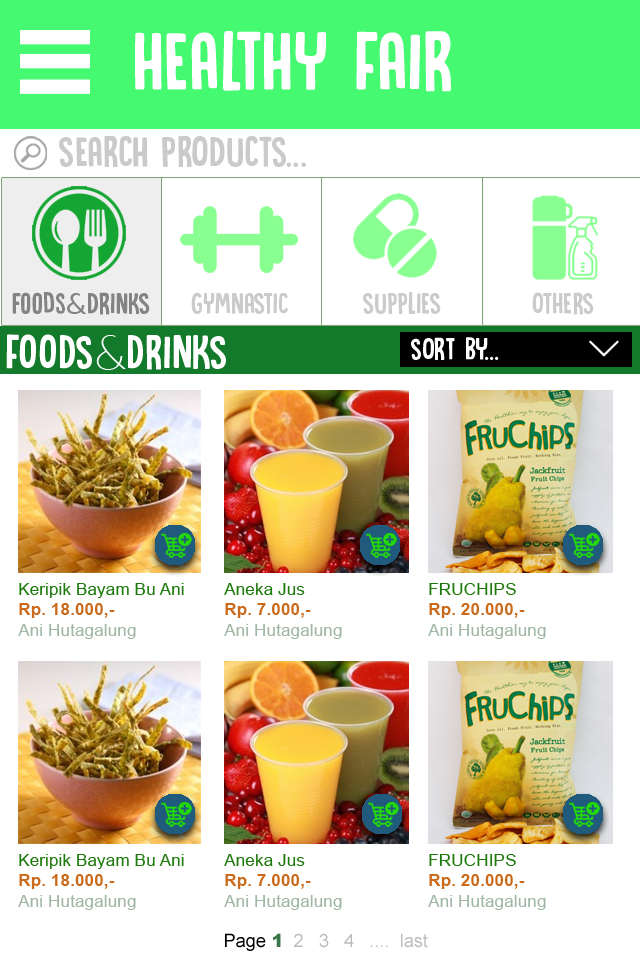 HEALTHY FAIR
SEARCH PRODUCTS...
FOODS&DRINKS
GYMNASTIC
SUPPLIES
OTHERS
FOODS&DRINKS
SORT BY...
FRUCHIPS
Jackfruit
Fruit Chips
Keripik Bayam Bu Ani
Rp. 18.000,-
Ani Hutagalung
Aneka Jus
Rp. 7.000,-
Ani Hutagalung
FRUCHIPS
Rp. 20.000,-
Ani Hutagalung
FRUCHIPS
Jackfruit
Fruit Chips
Keripik Bayam Bu Ani
Rp. 18.000,-
Ani Hutagalung
Aneka Jus
Rp. 7.000,-
Ani Hutagalung
FRUCHIPS
Rp. 20.000,-
Ani Hutagalung
Page 1 2 3 4 .... last